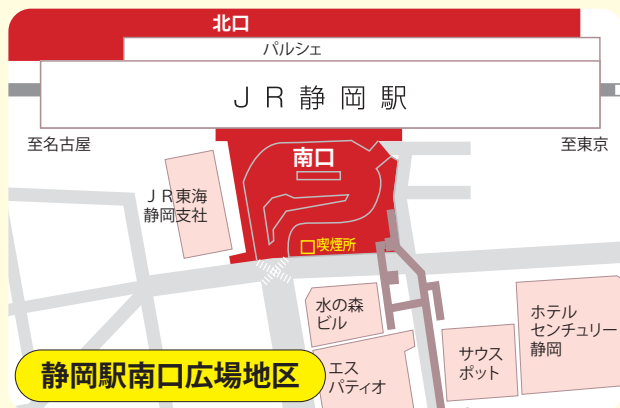 北口
パルシェ
JR静岡駅
至名古屋
至東京
南口
JR東海
静岡支社
喫煙所
水の森
ビル
ホテル
センチュリー
静岡
サウス
ポット
エス
パティオ
静岡駅南口広場地区